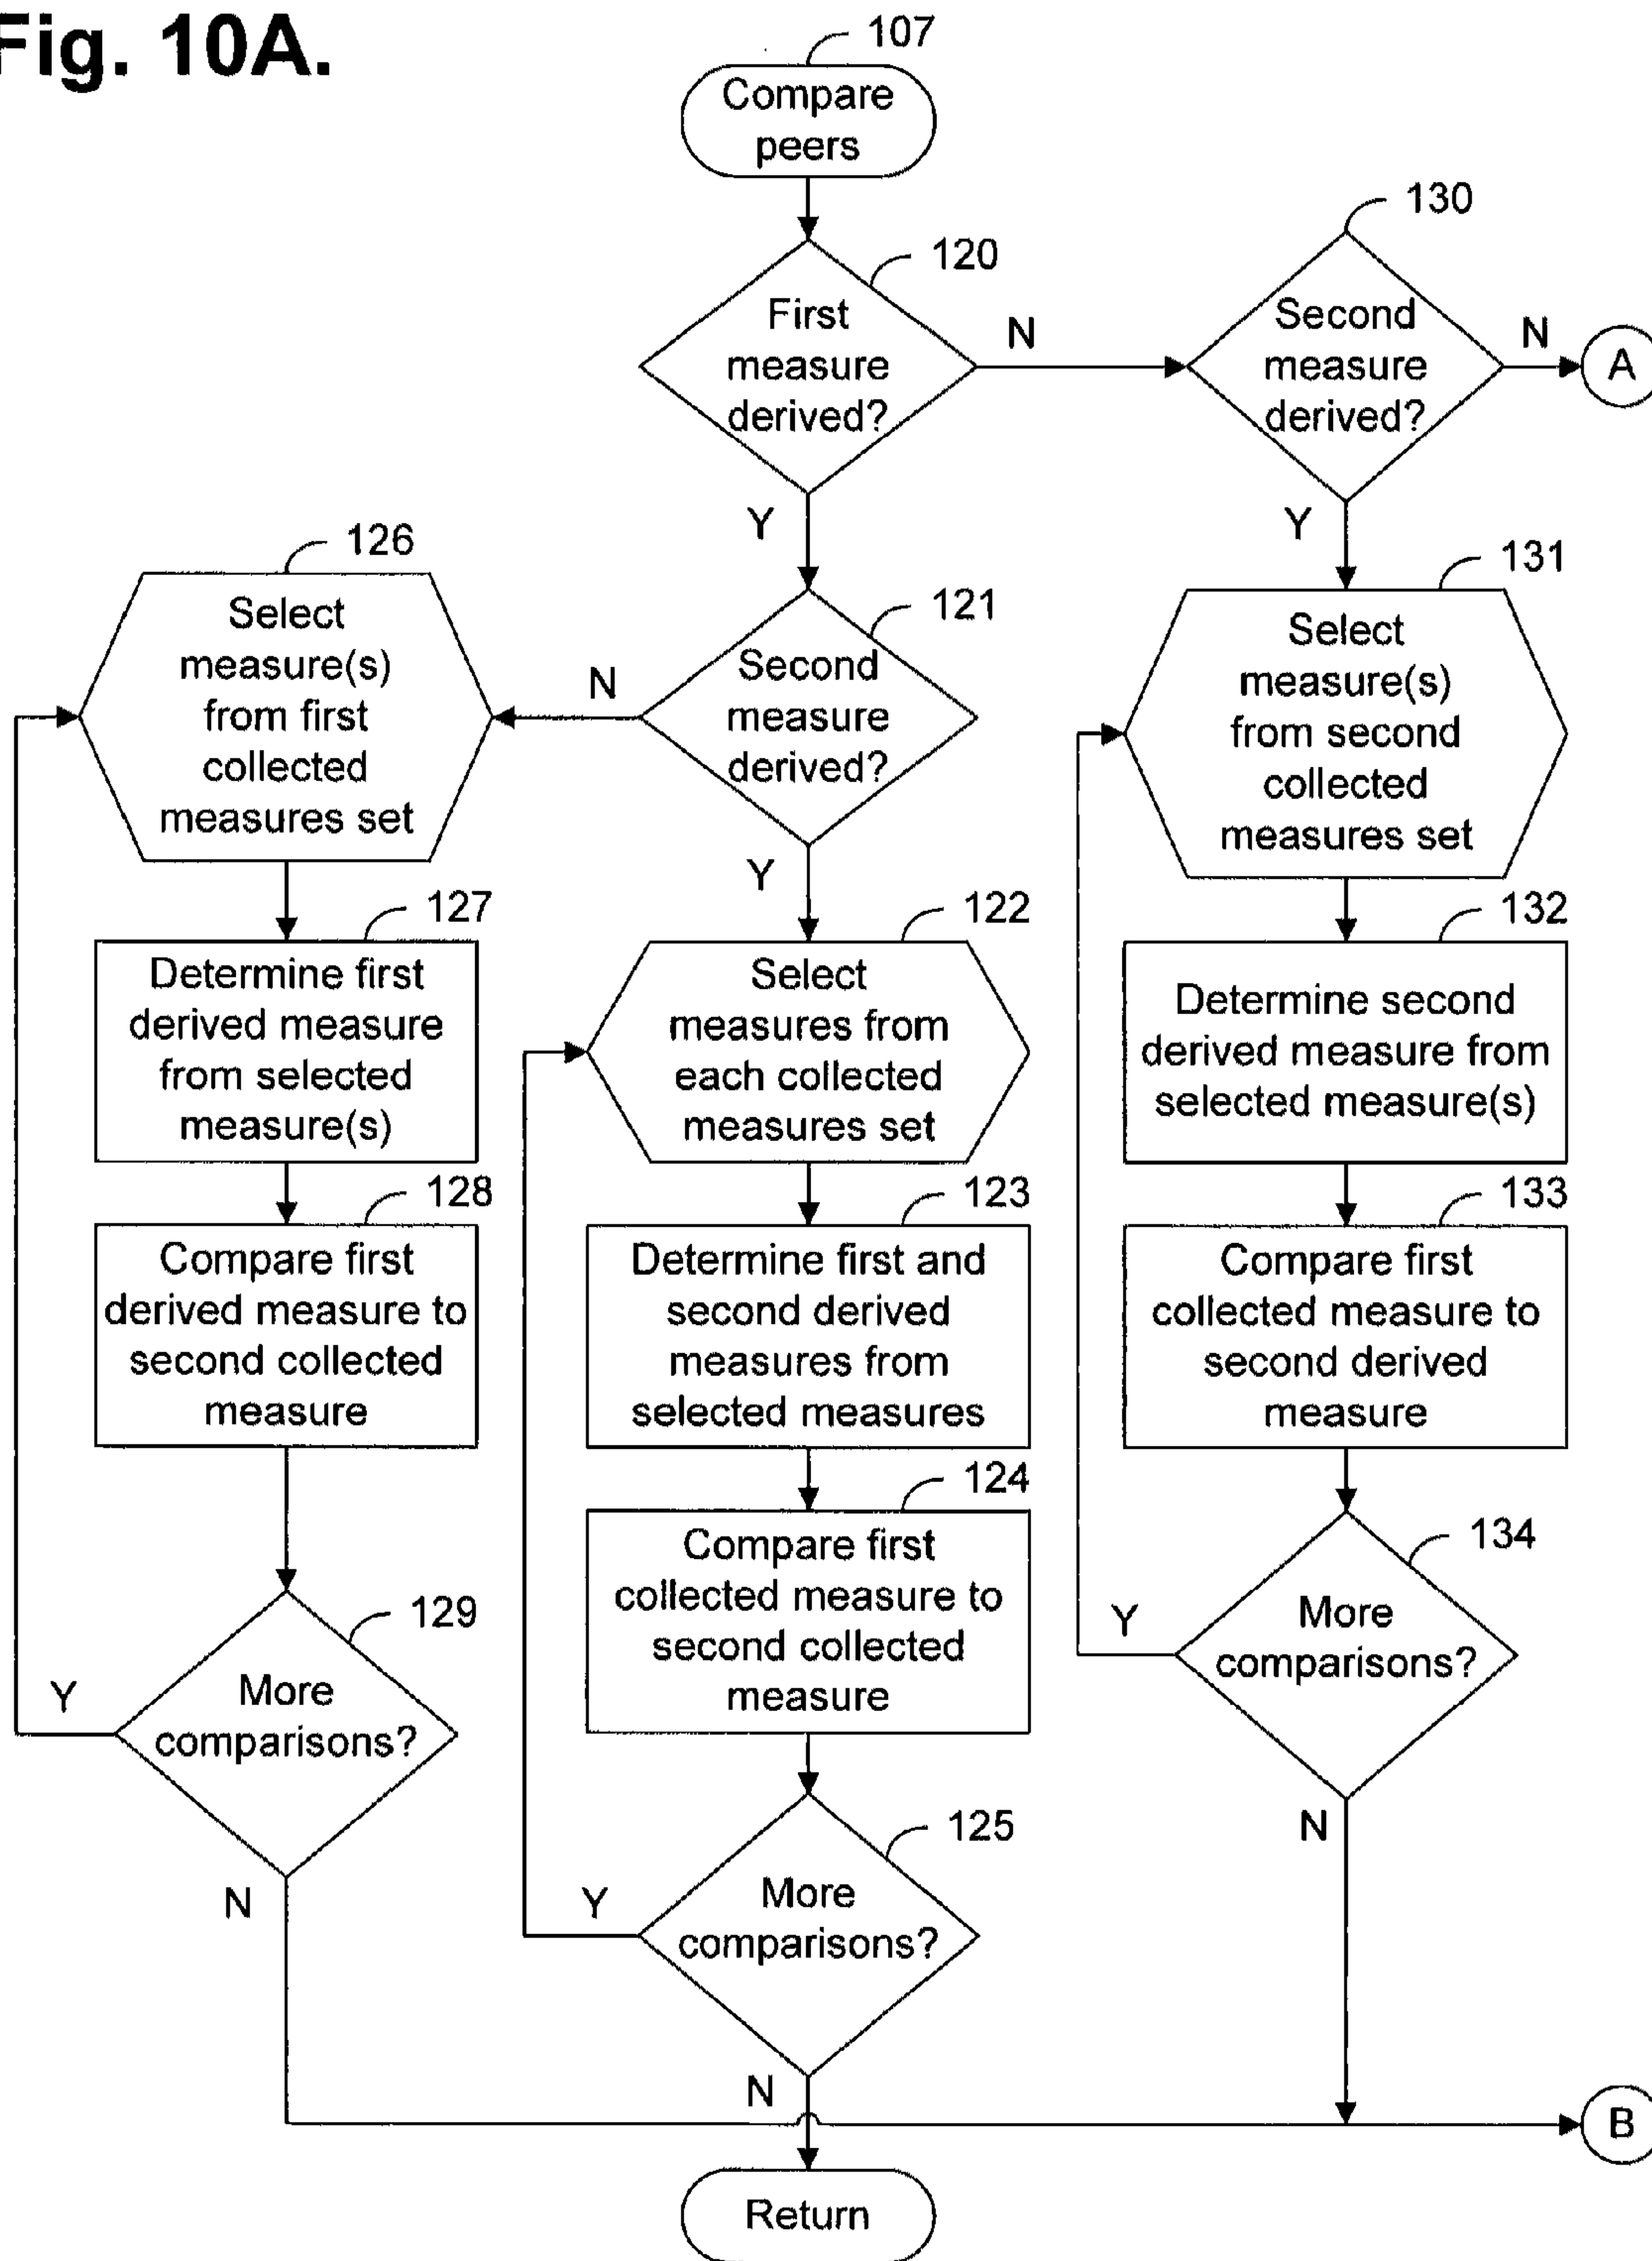 Fig. 10A.
107
Compare
peers
120
First
measure
derived?
N
Y
130
Second
measure
derived?
N
A
Y
121
Second
measure
derived?
N
Y
126
Select
measure(s)
from first
collected
measures set
127
Determine first
derived measure
from selected
measure(s)
128
Compare first
derived measure to
second collected
measure
129
More
comparisons?
Y
N
122
Select
measures from
each collected
measures set
123
Determine first and
second derived
measures from
selected measures
124
Compare first
collected measure to
second collected
measure
125
More
comparisons?
Y
N
131
Select
measure(s)
from second
collected
measures set
132
Determine second
derived measure from
selected measure(s)
133
Compare first
collected measure to
second derived
measure
134
More
comparisons?
Y
N
B
Return